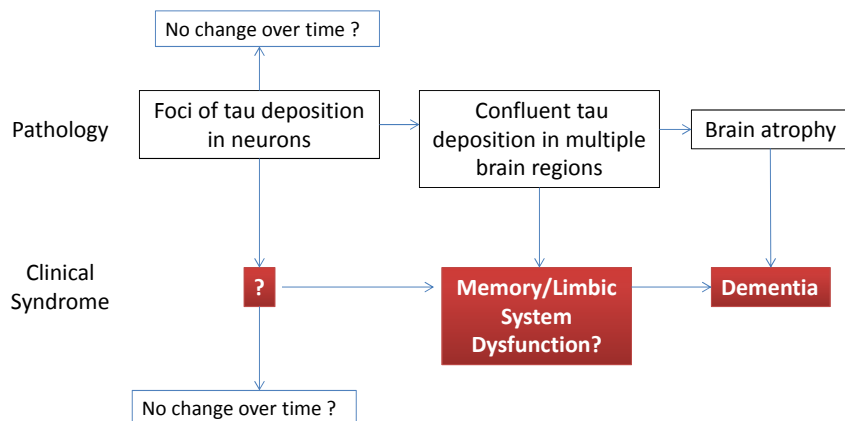 No change over time ?
Pathology
Foci of tau deposition
in neurons
Confluent tau
deposition in multiple
brain regions
Brain atrophy
Clinical
Syndrome
?
Memory/Limbic
System
Dysfunction?
Dementia
No change over time ?